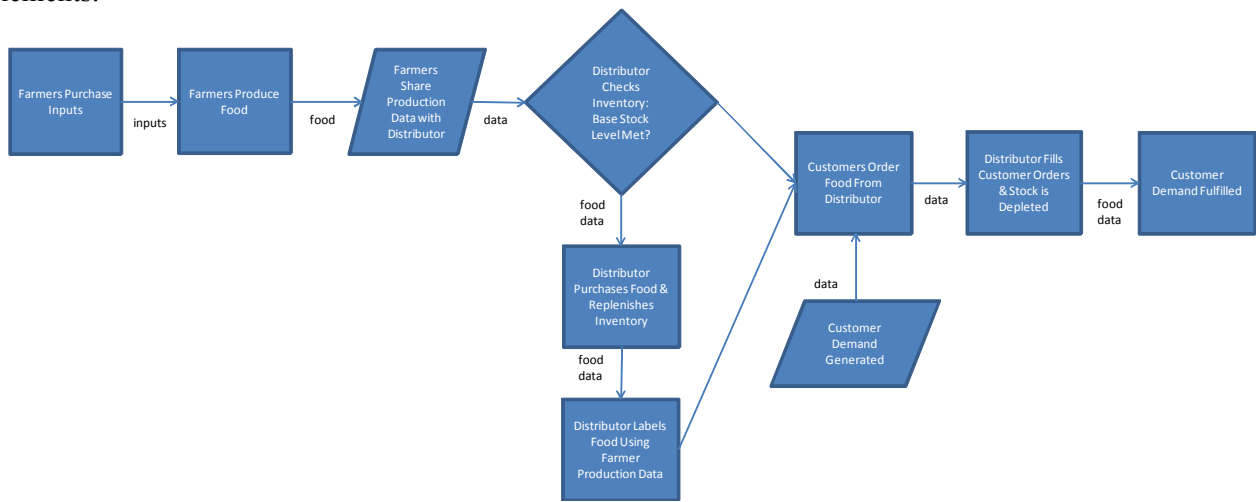 Farmers Purchase
Inputs
inputs
Farmers Produce
Food
food
Farmers
Share
Production
Data with
Distributor
data
Distributor
Checks
Inventory:
Base Stock
Level Met?
food
data
Distributor
Purchases Food &
Replenishes
Inventory
food
data
Distributor Labels
Food Using
Farmer
Production Data
Customers Order
Food From
Distributor
data
Customer
Demand
Generated
data
Distributor Fills
Customer Orders
& Stock is
Depleted
food
data
Customer
Demand Fulfilled